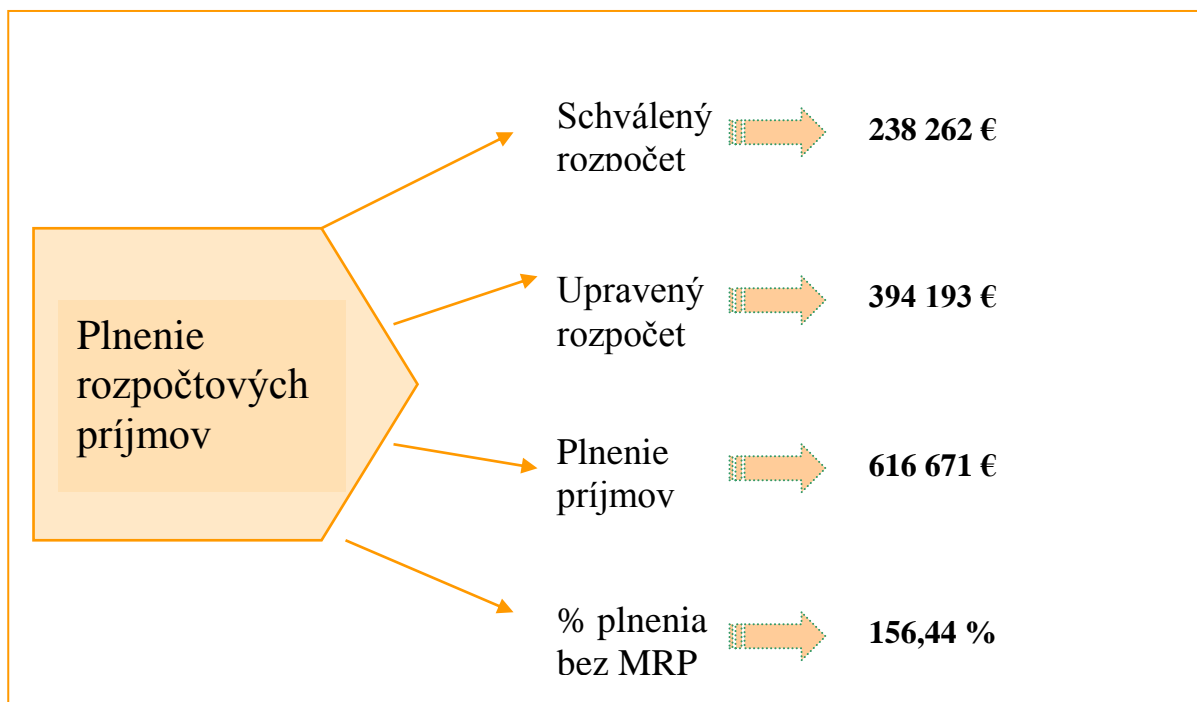 Schválený
rozpočet
238 262 €
Upravený
rozpočet
394 193 €
Plnenie
rozpočtových
príjmov
Plnenie
príjmov
616 671 €
% plnenia
bez MRP
156,44 %